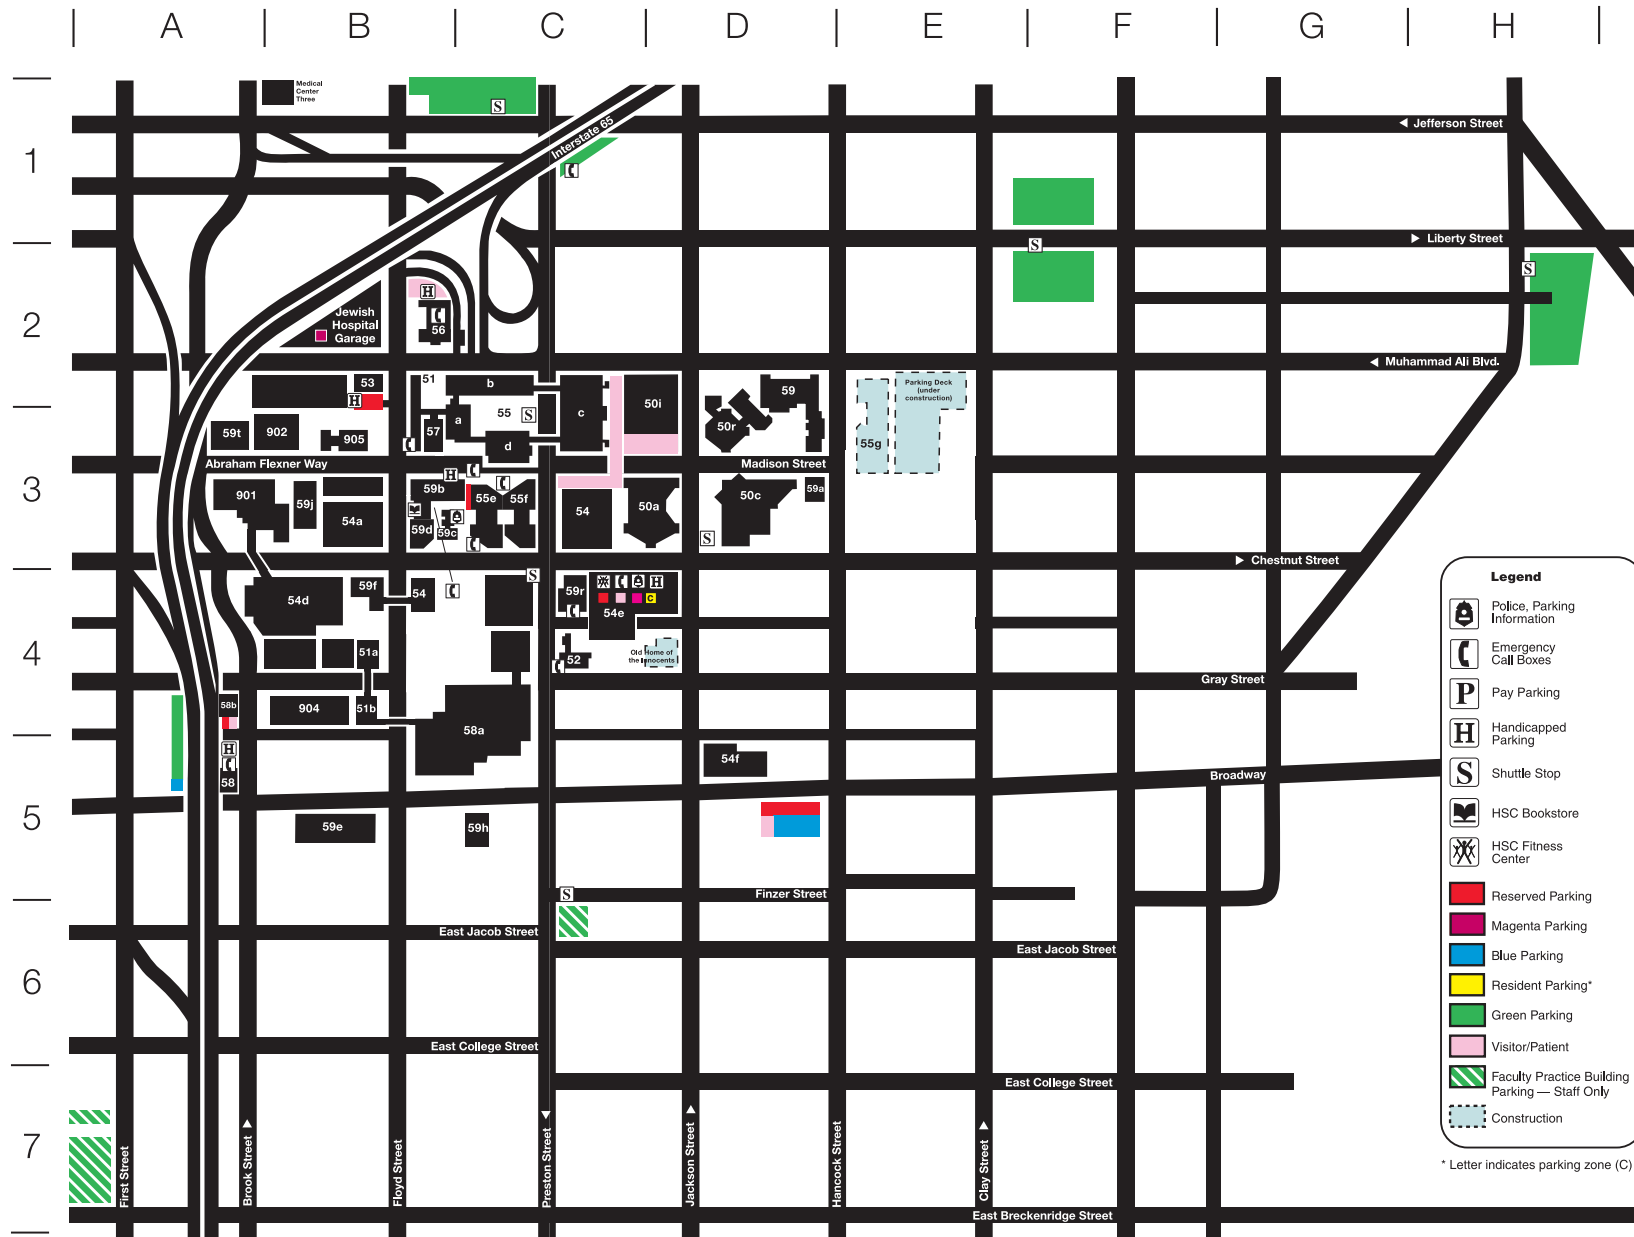 A B C D E F G H
Medical
Center
Three
S
Jefferson Street
Interstate 65
1
Liberty Street
S
S
H
Jewish
Hospital
Garage
56
2
Muhammad Ali Blvd.
53
51
b
H
55
S
c
50i
59
Parking Deck
(under
construction)
a
50r
59t
902
905
57
d
55g
Abraham Flexner Way
Madison Street
3
H
901
59j
54a
59b
55e
55f
54
50a
50c
59a
59d
59c
S
Chestnut Street
S
54d
59f
54
59r
H
C
54e
4
51a
52
Old Home of
the Innocents
Gray Street
58b
904
51b
58a
H
58
54f
Broadway
5
59e
59h
S
Finzer Street
East Jacob Street
East Jacob Street
6
East College Street
East College Street
7
First Street
Brook Street
Floyd Street
Preston Street
Jackson Street
Hancock Street
Clay Street
East Breckenridge Street
Legend
Police, Parking
Information
Emergency
Call Boxes
P Pay Parking
H Handicapped
Parking
S Shuttle Stop
HSC Bookstore
HSC Fitness
Center
Reserved Parking
Magenta Parking
Blue Parking
Resident Parking*
Green Parking
Visitor/Patient
Faculty Practice Building
Parking — Staff Only
Construction
* Letter indicates parking zone (C)